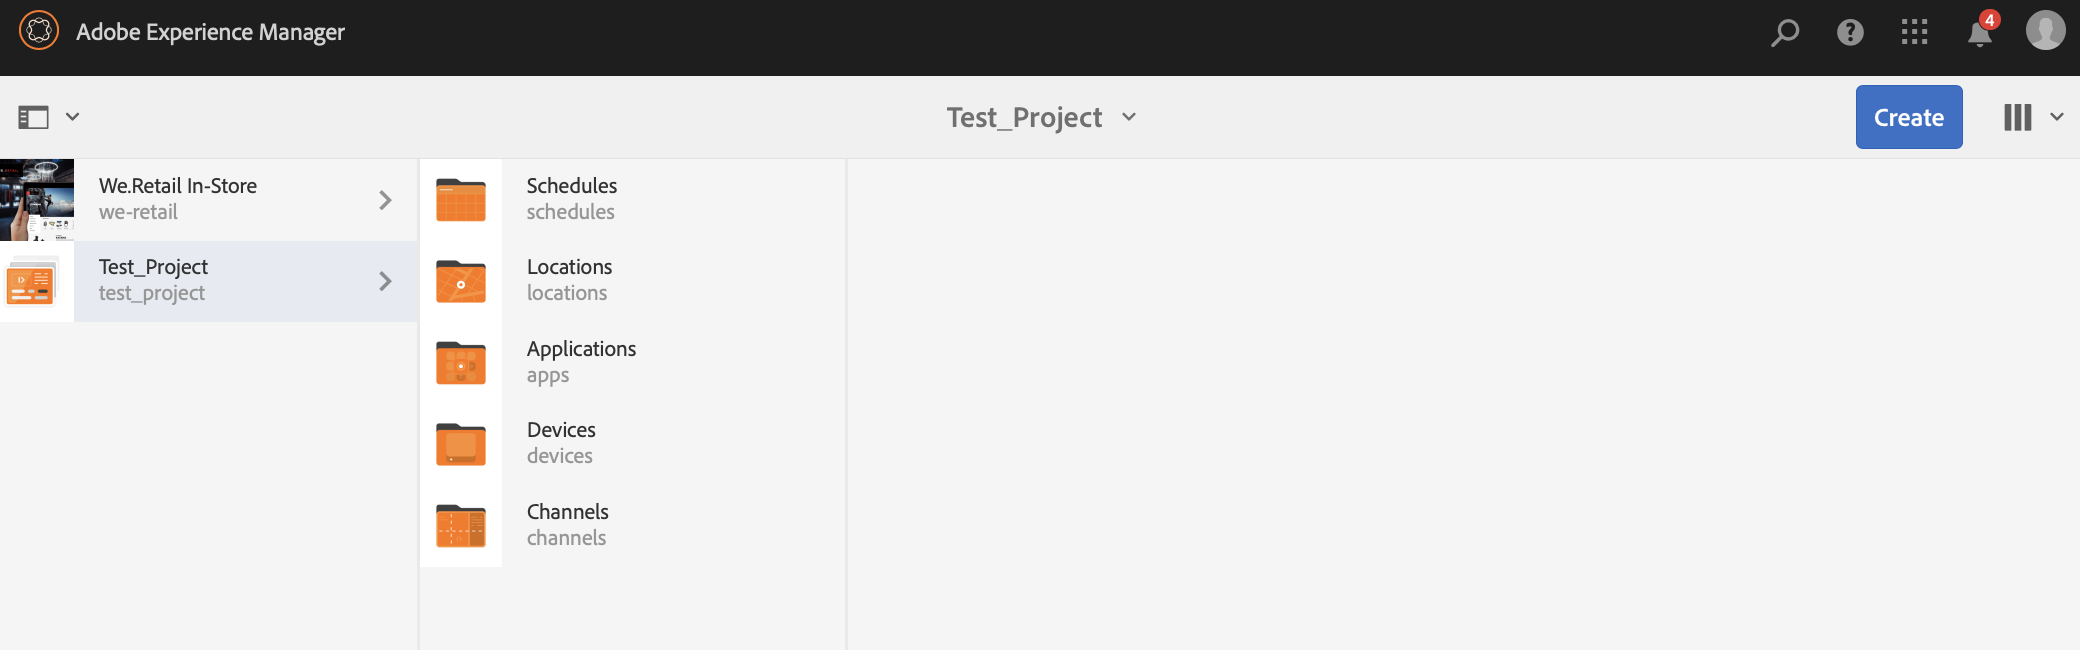 Adobe Experience Manager
4
Test_Project
Create
We.Retail In-Store
we-retail
Test_Project
test_project
Schedules
schedules
Locations
locations
Applications
apps
Devices
devices
Channels
channels